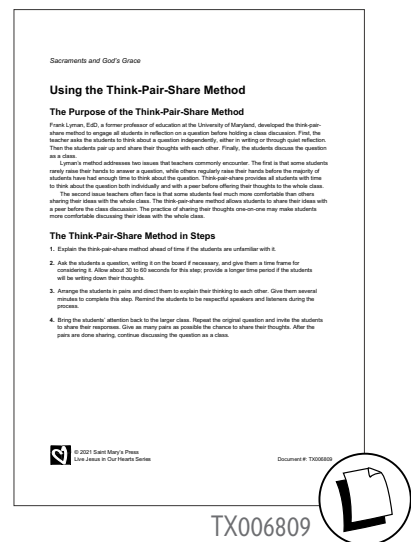 Sacraments and God's Grace
Using the Think-Pair-Share Method
The Purpose of the Think-Pair-Share Method
Frank Lyman, EdD, a former professor of education at the University of Maryland, developed the think-pair-
share method to engage all students in reflection on a question before holding a class discussion. First, the
teacher asks the students to think about a question independently, either in writing or through quiet reflection.
Then the students pair up and share their thoughts with each other. Finally, the students discuss the question
as a class.
Lyman's method addresses two issues that teachers commonly encounter. The first is that some students
rarely raise their hands to answer a question, while others regularly raise their hands before the majority of
students have had enough time to think about the question. Think-pair-share provides all students with time
to think about the question both individually and with a peer before offering their thoughts to the whole class.
The second issue teachers often face is that some students feel much more comfortable than others
sharing their ideas with the whole class. The think-pair-share method allows students to share their ideas with
a peer before the class discussion. The practice of sharing their thoughts one-on-one may make students
more comfortable discussing their ideas with the whole class.
The Think-Pair-Share Method in Steps
1. Explain the think-pair-share method ahead of time if the students are unfamiliar with it.
2. Ask the students a question, writing it on the board if necessary, and give them a time frame for
considering it. Allow about 30 to 60 seconds for this step; provide a longer time period if the students
will be writing down their thoughts.
3. Arrange the students in pairs and direct them to explain their thinking to each other. Give them several
minutes to complete this step. Remind the students to be respectful speakers and listeners during the
process.
4. Bring the students' attention back to the larger class. Repeat the original question and invite the students
to share their responses. Give as many pairs as possible the chance to share their thoughts. After the
pairs are done sharing, continue discussing the question as a class.
© 2021 Saint Mary's Press
Live Jesus in Our Hearts Series
Document #: TX006809
TX006809